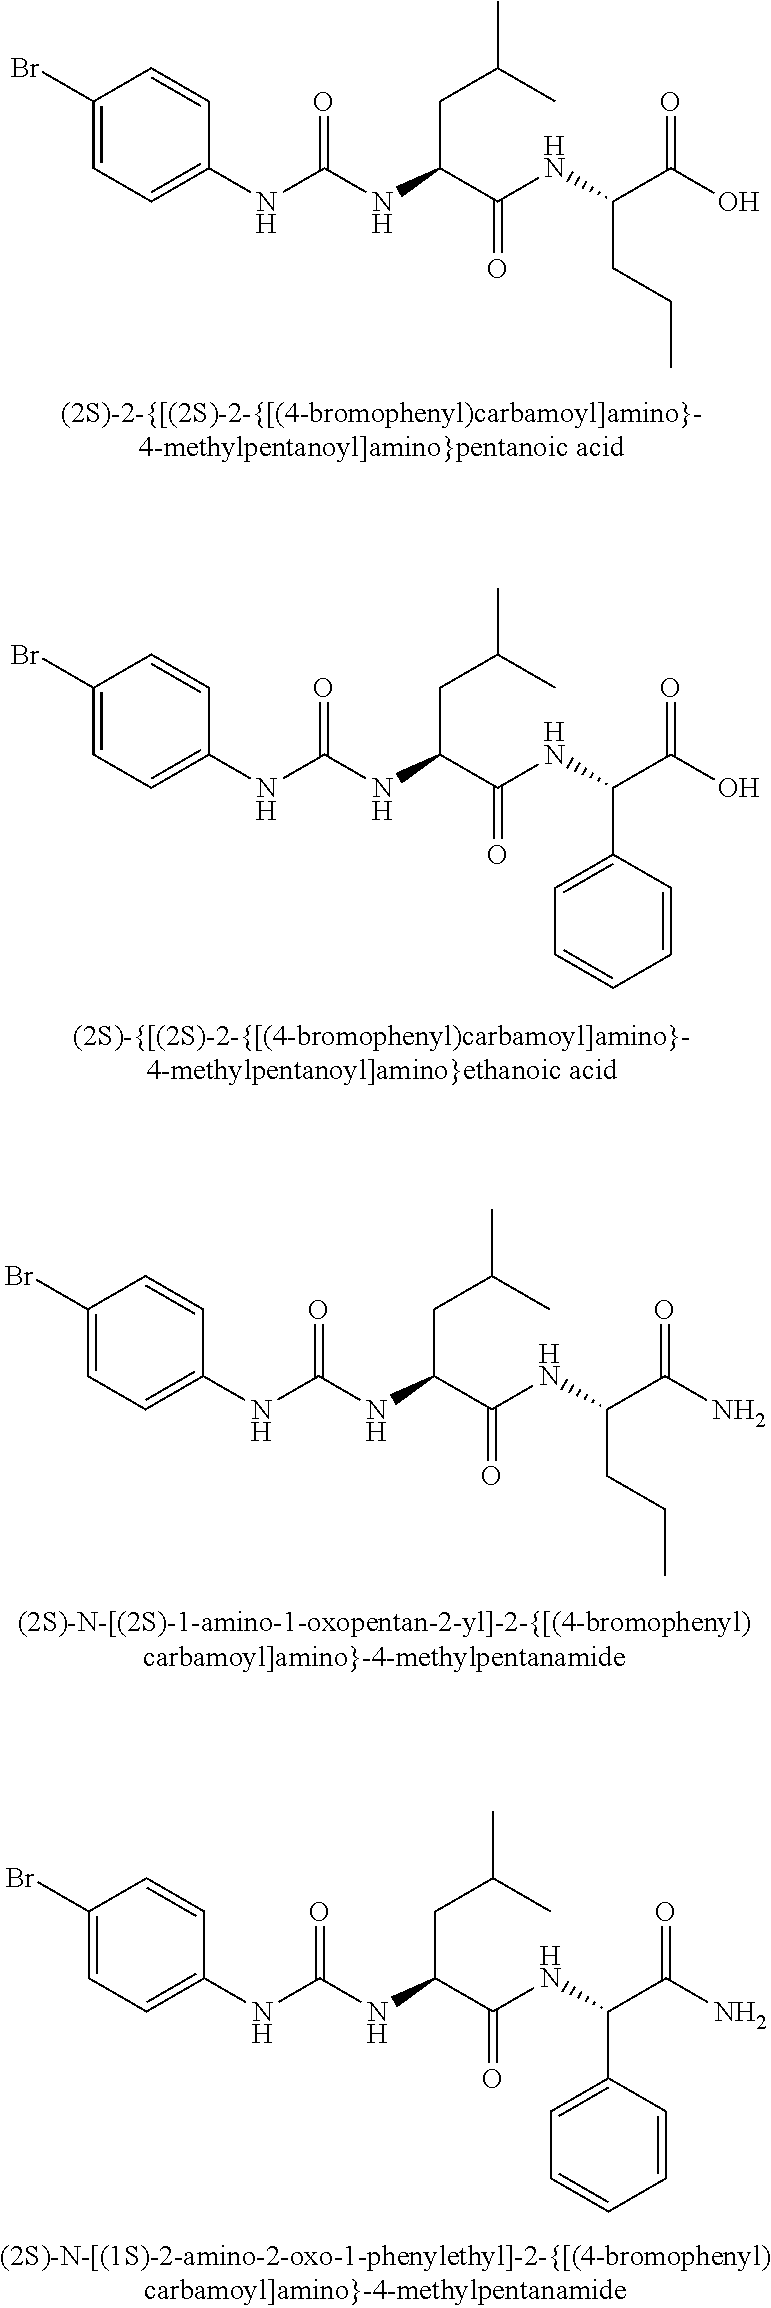 Br
O
O
H
N
OH
N
H
N
H
O
(2S)-2-{[(2S)-2-{[(4-bromophenyl)carbamoyl]amino}-
4-methylpentanoyl]amino}pentanoic acid
Br
O
O
H
N
OH
N
H
N
H
O
(2S)-{[(2S)-2-{[(4-bromophenyl)carbamoyl]amino}-
4-methylpentanoyl]amino}ethanoic acid
Br
O
O
H
N
NH2
N
H
N
H
O
(2S)-N-[(2S)-1-amino-1-oxopentan-2-yl]-2-{[(4-bromophenyl)
carbamoyl]amino}-4-methylpentanamide
Br
O
O
H
N
NH2
N
H
N
H
O
(2S)-N-[(1S)-2-amino-2-oxo-1-phenylethyl]-2-{[(4-bromophenyl)
carbamoyl]amino}-4-methylpentanamide